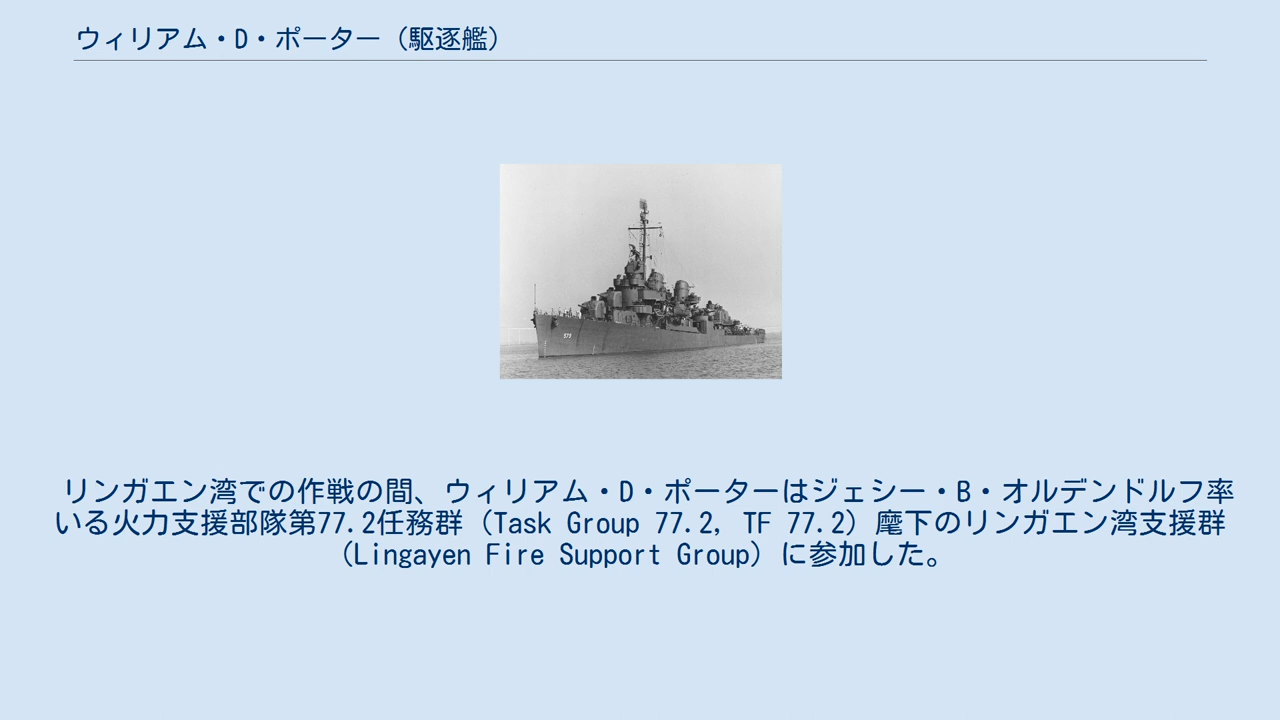 ウィリアム・D・ポーター（駆逐艦）
リンガエン湾での作戦の間、ウィリアム・D・ポーターはジェシー・B・オルデンドルフ率
いる火力支援部隊第77.2任務群（Task Group 77.2, TF 77.2）麾下のリンガエン湾支援群
（Lingayen Fire Support Group）に参加した。